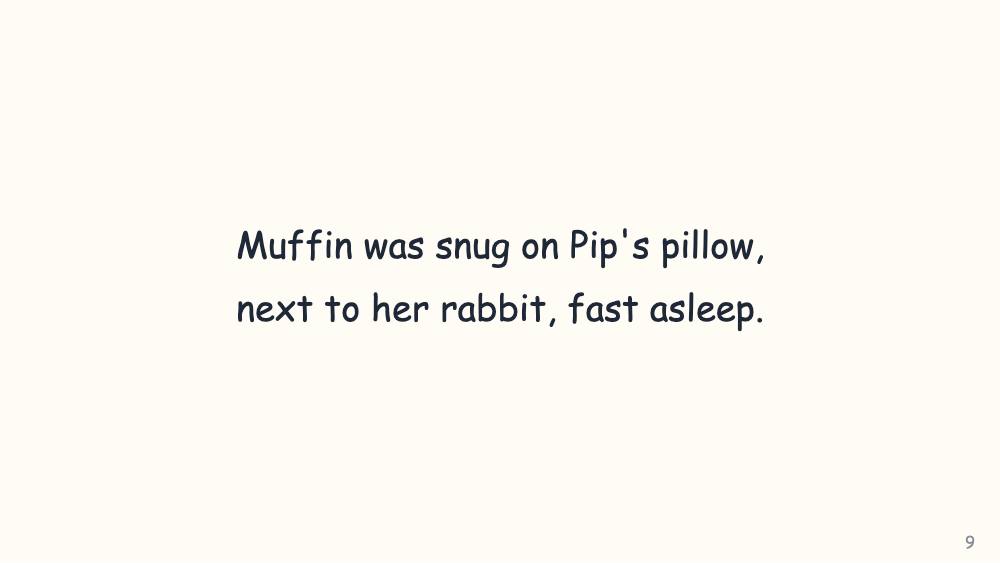 Muffin was snug on Pip's pillow,
next to her rabbit, fast asleep.
9